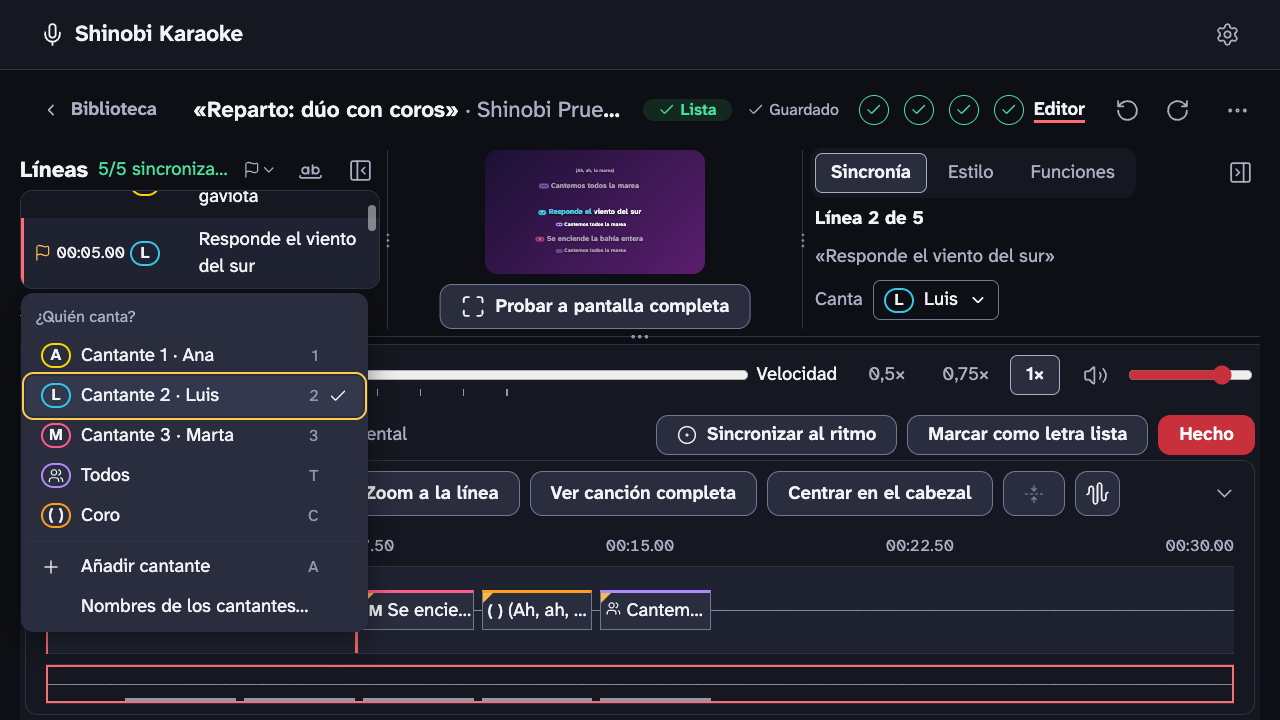 Shinobi Karaoke
Biblioteca
«Reparto: dúo con coros» · Shinobi Prue...
Lista
Guardado
Editor
Líneas
5/5 sincroniza...
ab
gaviota
00:05.00
L
Responde el viento
del sur
¿Quién canta?
A Cantante 1 · Ana 1
L Cantante 2 · Luis 2
M Cantante 3 · Marta 3
Todos T
( ) Coro C
Añadir cantante A
Nombres de los cantantes...
(Ah, ah, la marea)
Cantemos todos la marea
Responde el viento del sur
Cantemos todos la marea
Se enciende la bahía entera
Cantemos todos la marea
Probar a pantalla completa
Sincronía
Estilo
Funciones
Línea 2 de 5
«Responde el viento del sur»
Canta
L Luis
Velocidad
0,5×
0,75×
1×
ental
Sincronizar al ritmo
Marcar como letra lista
Hecho
Zoom a la línea
Ver canción completa
Centrar en el cabezal
.50
00:15.00
00:22.50
00:30.00
M Se encie...
( ) (Ah, ah, ...
Cantem...